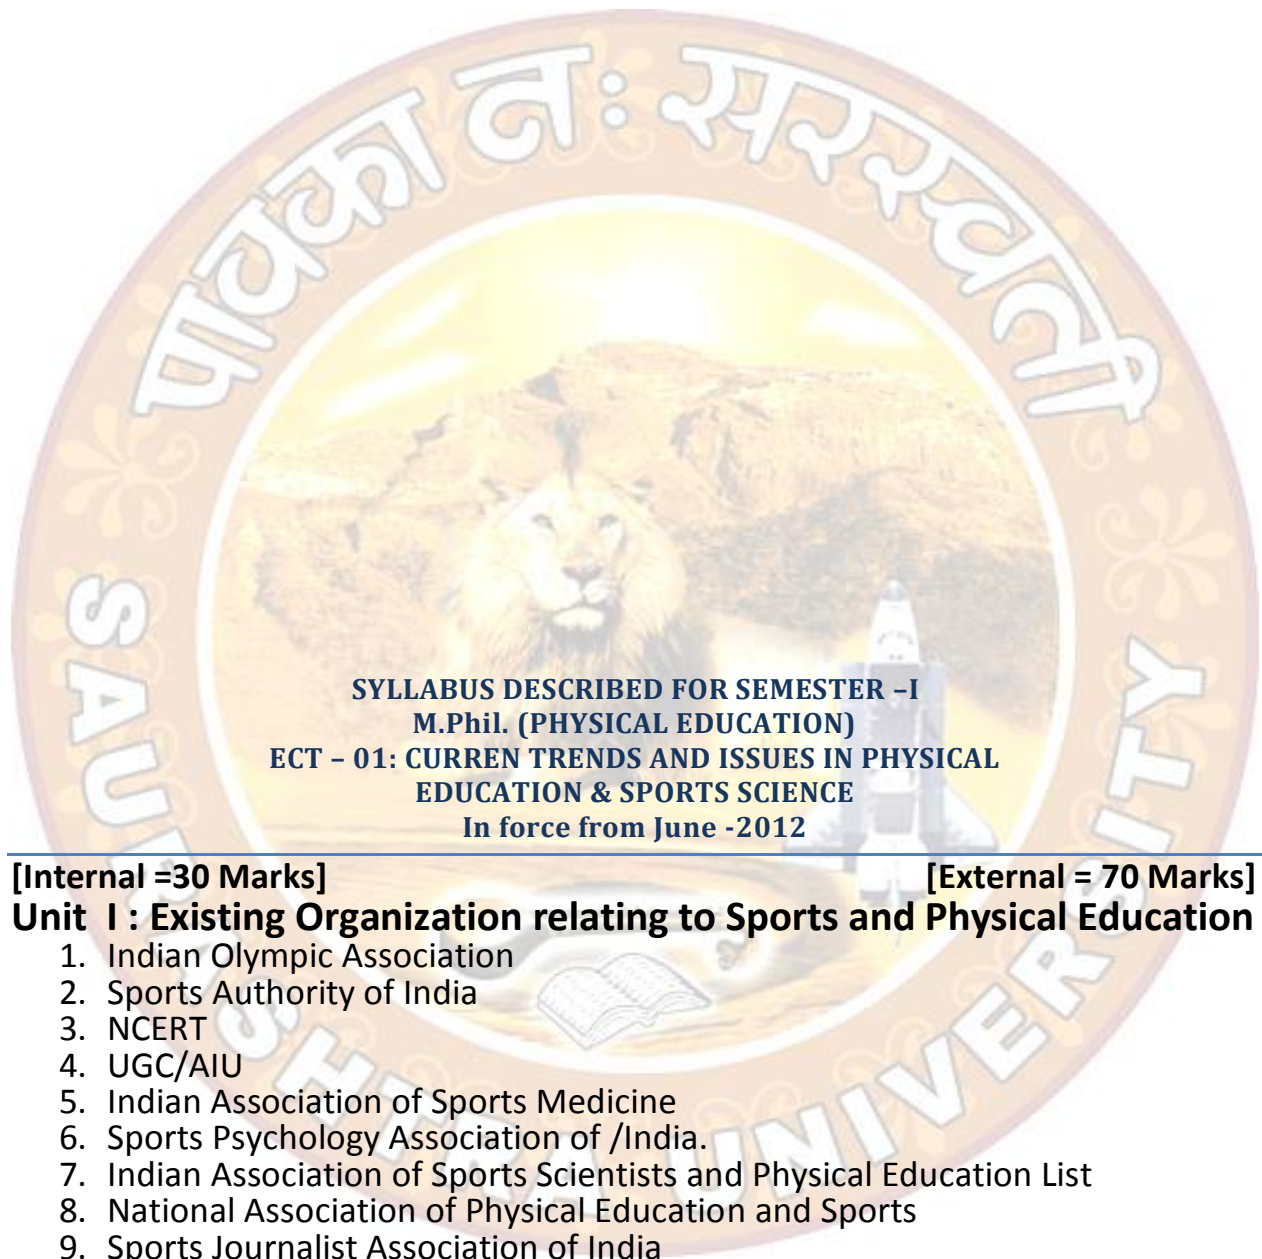 पावका नः सरस्वती
SAURASHTRA UNIVERSITY
SYLLABUS DESCRIBED FOR SEMESTER –I
M.Phil. (PHYSICAL EDUCATION)
ECT – 01: CURREN TRENDS AND ISSUES IN PHYSICAL
EDUCATION & SPORTS SCIENCE
In force from June -2012
[Internal =30 Marks] [External = 70 Marks]
Unit I : Existing Organization relating to Sports and Physical Education
1. Indian Olympic Association
2. Sports Authority of India
3. NCERT
4. UGC/AIU
5. Indian Association of Sports Medicine
6. Sports Psychology Association of /India.
7. Indian Association of Sports Scientists and Physical Education List
8. National Association of Physical Education and Sports
9. Sports Journalist Association of India